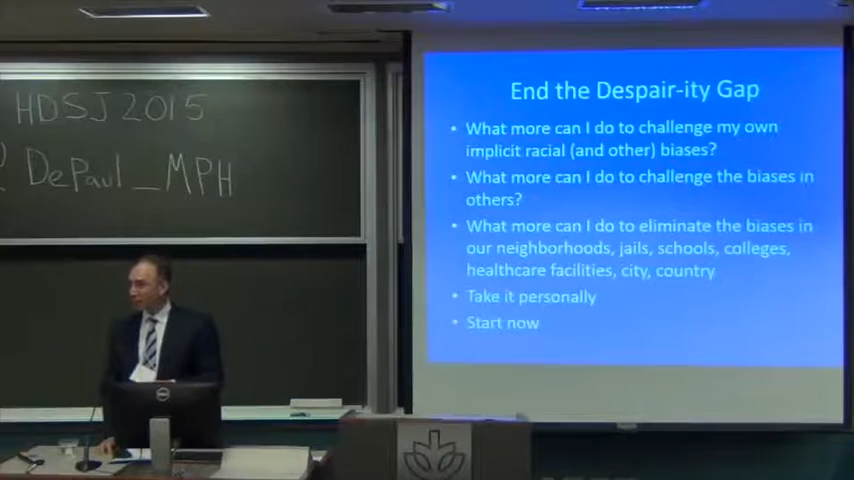 HDSJ2015
DePaul_MPH
End the Despair-ity Gap
• What more can I do to challenge my own
implicit racial (and other) biases?
• What more can I do to challenge the biases in
others?
• What more can I do to eliminate the biases in
our neighborhoods, jails, schools, colleges,
healthcare facilities, city, country
• Take it personally
• Start now
DELL